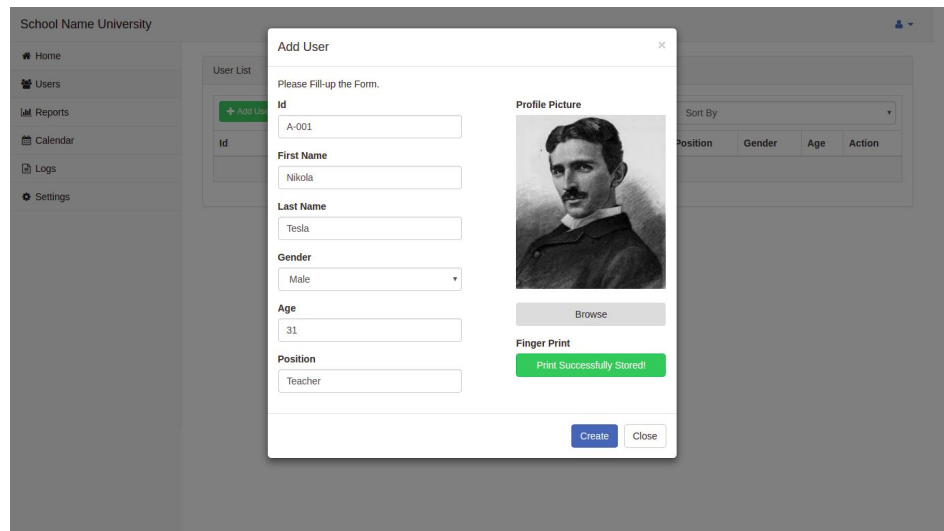 School Name University
Home
Users
Reports
Calendar
Logs
Settings
User List
Add Use
Sort By
Id
Position
Gender
Age
Action
Add User
×
Please Fill-up the Form.
Id
A-001
First Name
Nikola
Last Name
Tesla
Gender
Male
Age
31
Position
Teacher
Profile Picture
Browse
Finger Print
Print Successfully Stored!
Create
Close